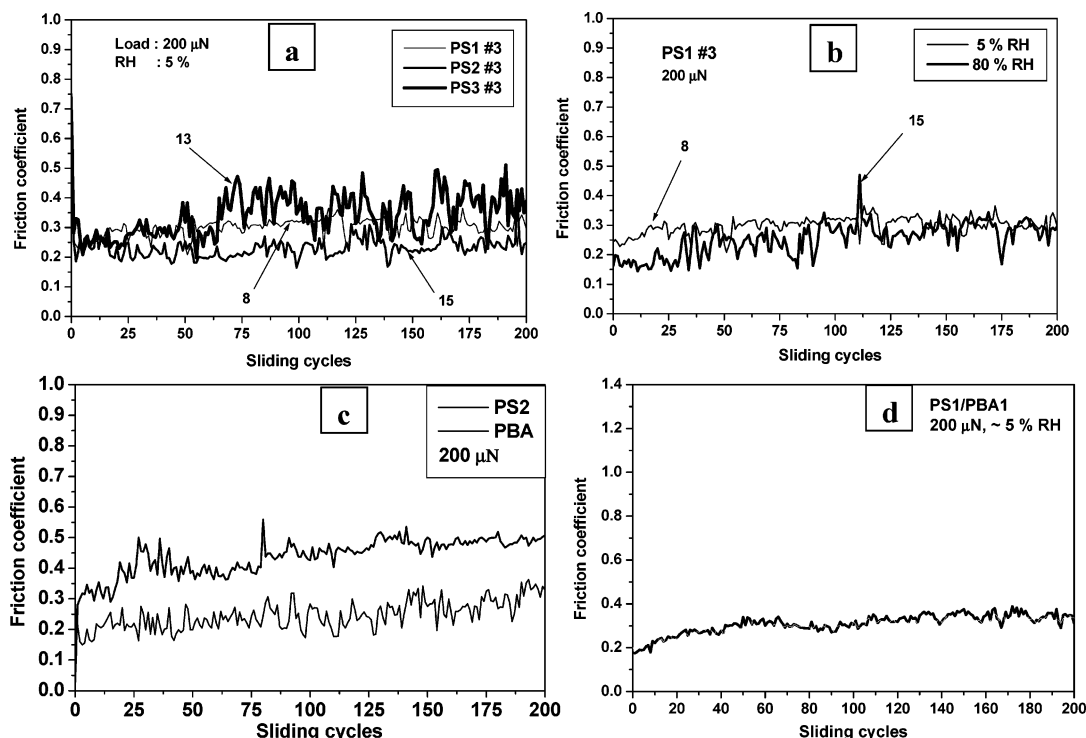 1.0
0.9
0.8
0.7
0.6
0.5
0.4
0.3
0.2
0.1
0.0
Friction coefficient
Load : 200 μN
RH : 5 %
a
PS1 #3
PS2 #3
PS3 #3
13
8
15
0 25 50 75 100 125 150 175 200
Sliding cycles
1.0
0.9
0.8
0.7
0.6
0.5
0.4
0.3
0.2
0.1
0.0
Friction coefficient
PS1 #3
200 μN
b
5 % RH
80 % RH
8
15
0 25 50 75 100 125 150 175 200
Sliding cycles
1.0
0.9
0.8
0.7
0.6
0.5
0.4
0.3
0.2
0.1
0.0
Friction coefficient
c
PS2
PBA
200 μN
0 25 50 75 100 125 150 175 200
Sliding cycles
1.4
1.2
1.0
0.8
0.6
0.4
0.2
0.0
Friction coefficient
d
PS1/PBA1
200 μN, ~ 5 % RH
0 20 40 60 80 100 120 140 160 180 200
Sliding cycles